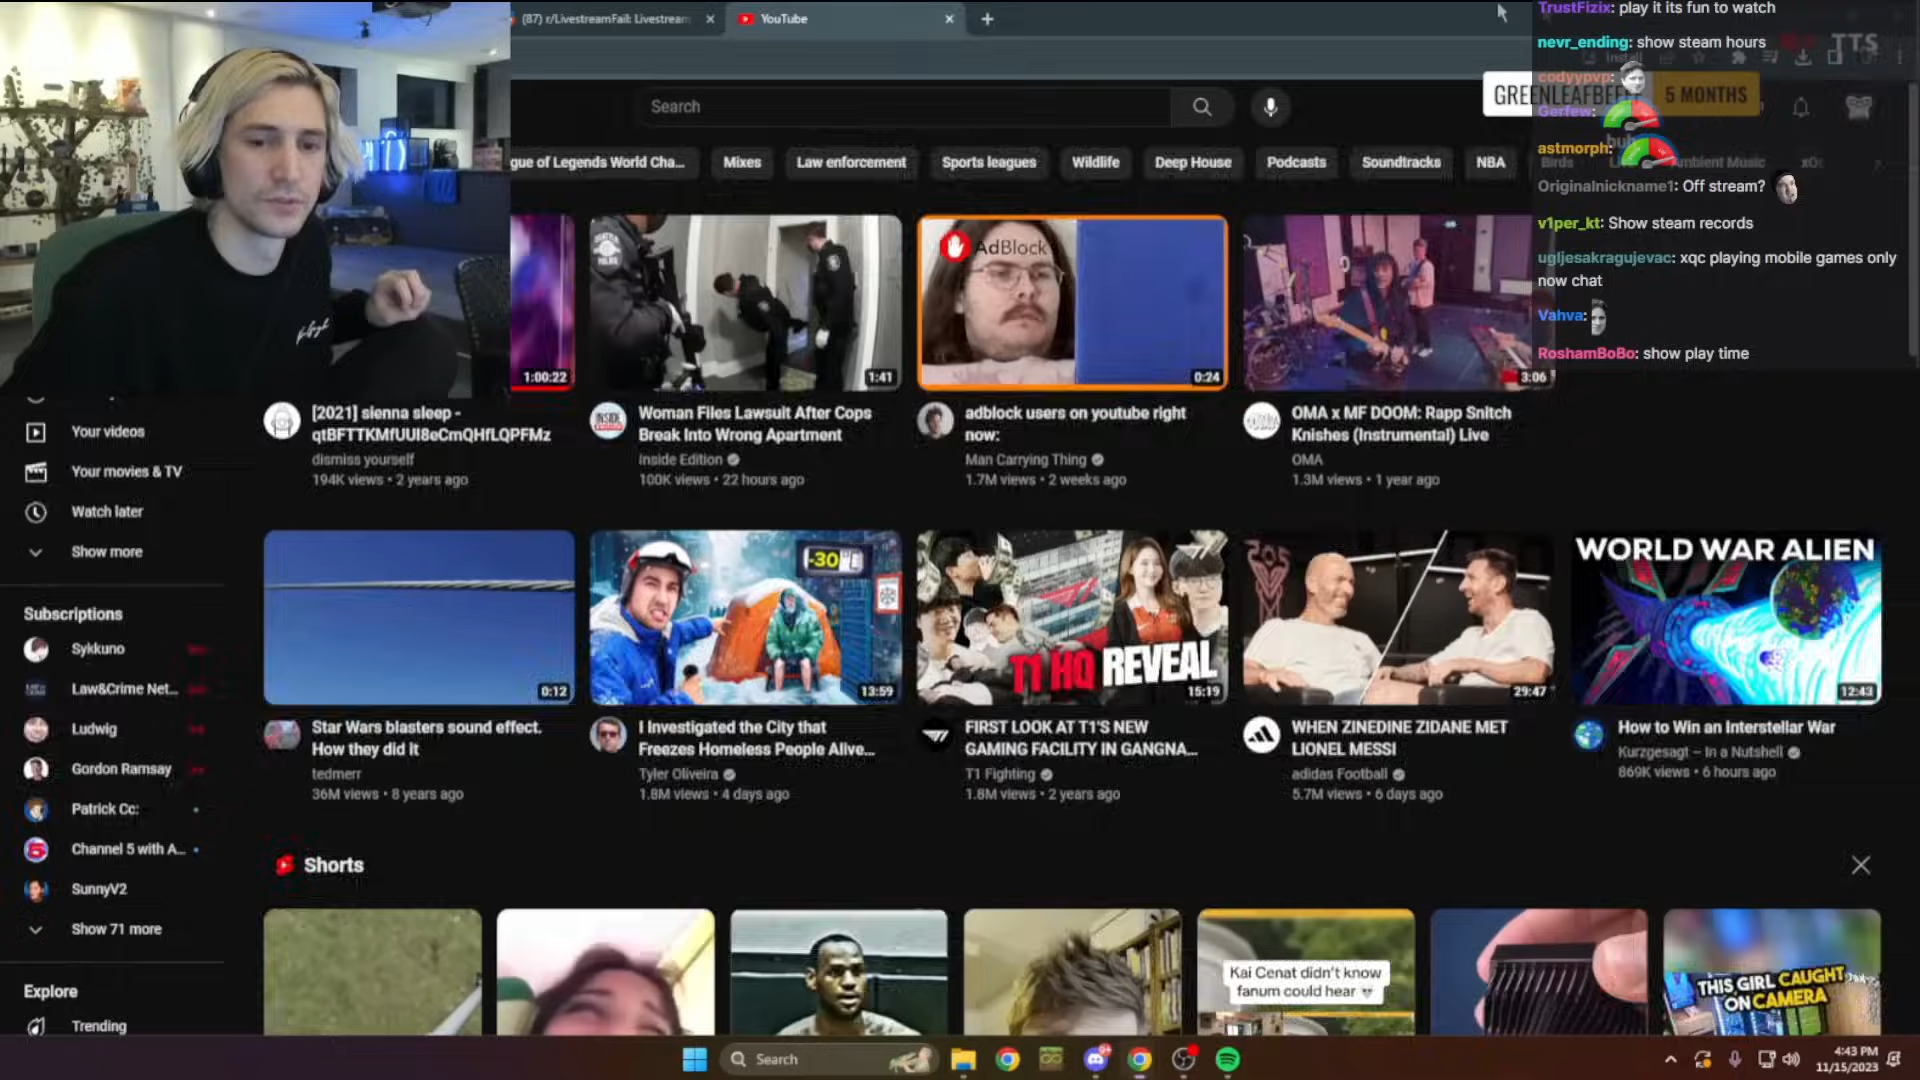 (87) r/LivestreamFail: Livestream
YouTube
TrustFizix: play it its fun to watch
nevr_ending: show steam hours
TTS
codyypvp:
5 MONTHS
Gerfew:
astmorph:
Originalnickname1: Off stream?
v1per_kt: Show steam records
ugljesakragujevac: xqc playing mobile games only
now chat
Vahva:
RoshamBoBo: show play time
Search
gue of Legends World Cha...
Mixes
Law enforcement
Sports leagues
Wildlife
Deep House
Podcasts
Soundtracks
NBA
Birds
Ambient Music
1:00:22
1:41
AdBlock
0:24
3:06
Your videos
Your movies & TV
Watch later
Show more
Subscriptions
Sykkuno
Law&Crime Net...
Ludwig
Gordon Ramsay
Patrick Cc:
Channel 5 with A...
SunnyV2
Show 71 more
Explore
Trending
[2021] sienna sleep -
qtBFTTKMfUUI8eCmQHfLQPFMz
dismiss yourself
194K views • 2 years ago
INSIDE
Woman Files Lawsuit After Cops
Break Into Wrong Apartment
Inside Edition
100K views • 22 hours ago
adblock users on youtube right
now:
Man Carrying Thing
1.7M views • 2 weeks ago
OMA x MF DOOM: Rapp Snitch
Knishes (Instrumental) Live
OMA
1.3M views • 1 year ago
0:12
-30°C
13:59
T1 HQ REVEAL
15:19
29:47
WORLD WAR ALIEN
12:43
Star Wars blasters sound effect.
How they did it
tedmerr
36M views • 8 years ago
I Investigated the City that
Freezes Homeless People Alive...
Tyler Oliveira
1.8M views • 4 days ago
FIRST LOOK AT T1'S NEW
GAMING FACILITY IN GANGNA...
T1 Fighting
1.8M views • 2 years ago
WHEN ZINEDINE ZIDANE MET
LIONEL MESSI
adidas Football
5.7M views • 6 days ago
How to Win an Interstellar War
Kurzgesagt – In a Nutshell
869K views • 6 hours ago
Shorts
Kai Cenat didn't know
fanum could hear
THIS GIRL CAUGHT
ON CAMERA
Search
4:43 PM
11/15/2023